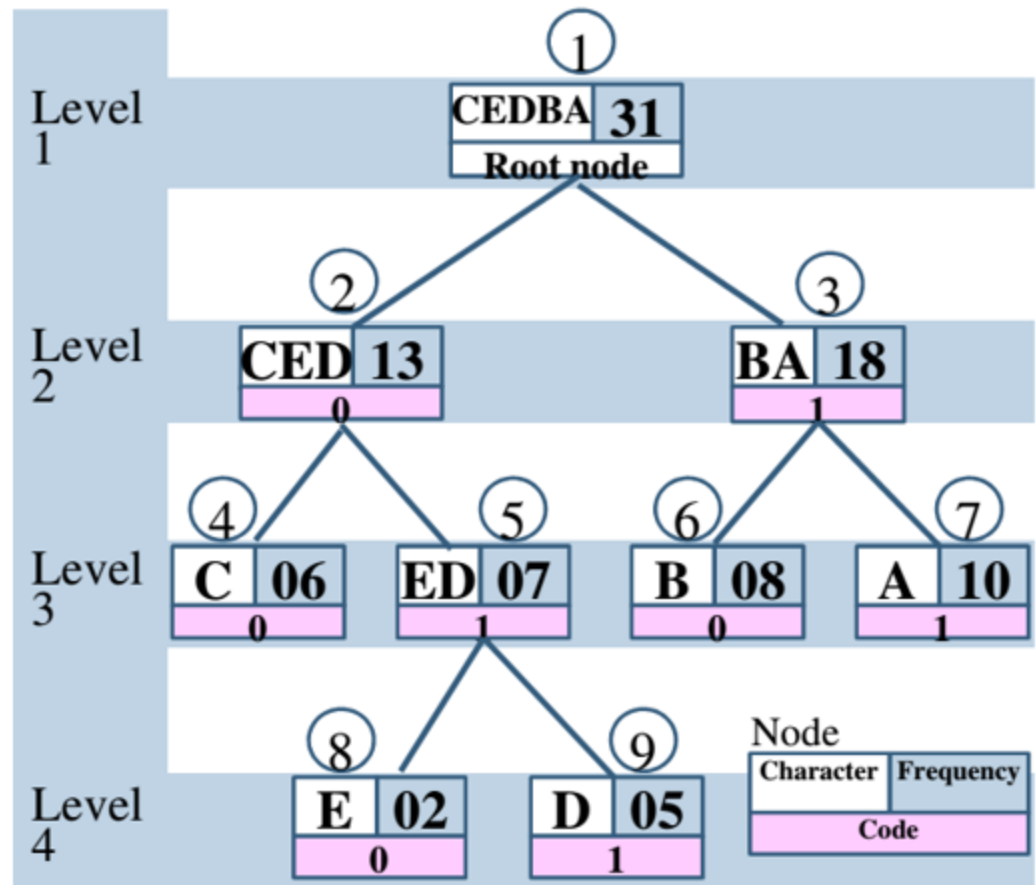 1
Level
1
CEDBA 31
Root node
2
3
Level
2
CED 13
BA 18
0
1
4
5
6
7
Level
3
C 06
ED 07
B 08
A 10
0
1
0
1
8
9
Node
Character Frequency
Code
Level
4
E 02
D 05
0
1